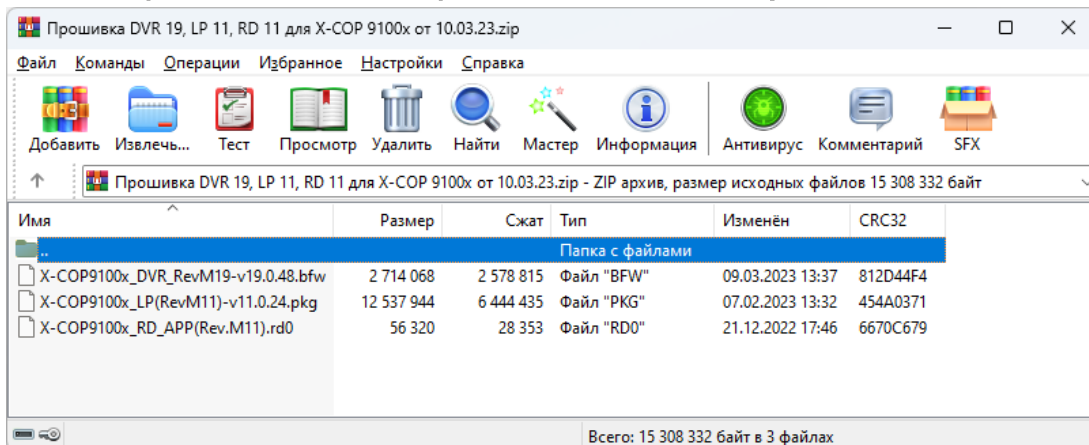 Прошивка DVR 19, LP 11, RD 11 для X-COP 9100x от 10.03.23.zip
Файл Команды Операции Избранное Настройки Справка
Добавить Извлечь... Тест Просмотр Удалить Найти Мастер Информация Антивирус Комментарий SFX
Прошивка DVR 19, LP 11, RD 11 для X-COP 9100x от 10.03.23.zip - ZIP архив, размер исходных файлов 15 308 332 байт
Имя Размер Сжат Тип Изменён CRC32
.. Папка с файлами
X-COP9100x_DVR_RevM19-v19.0.48.bfw 2 714 068 2 578 815 Файл "BFW" 09.03.2023 13:37 812D44F4
X-COP9100x_LP(RevM11)-v11.0.24.pkg 12 537 944 6 444 435 Файл "PKG" 07.02.2023 13:32 454A0371
X-COP9100x_RD_APP(Rev.M11).rd0 56 320 28 353 Файл "RD0" 21.12.2022 17:46 6670C679
Всего: 15 308 332 байт в 3 файлах